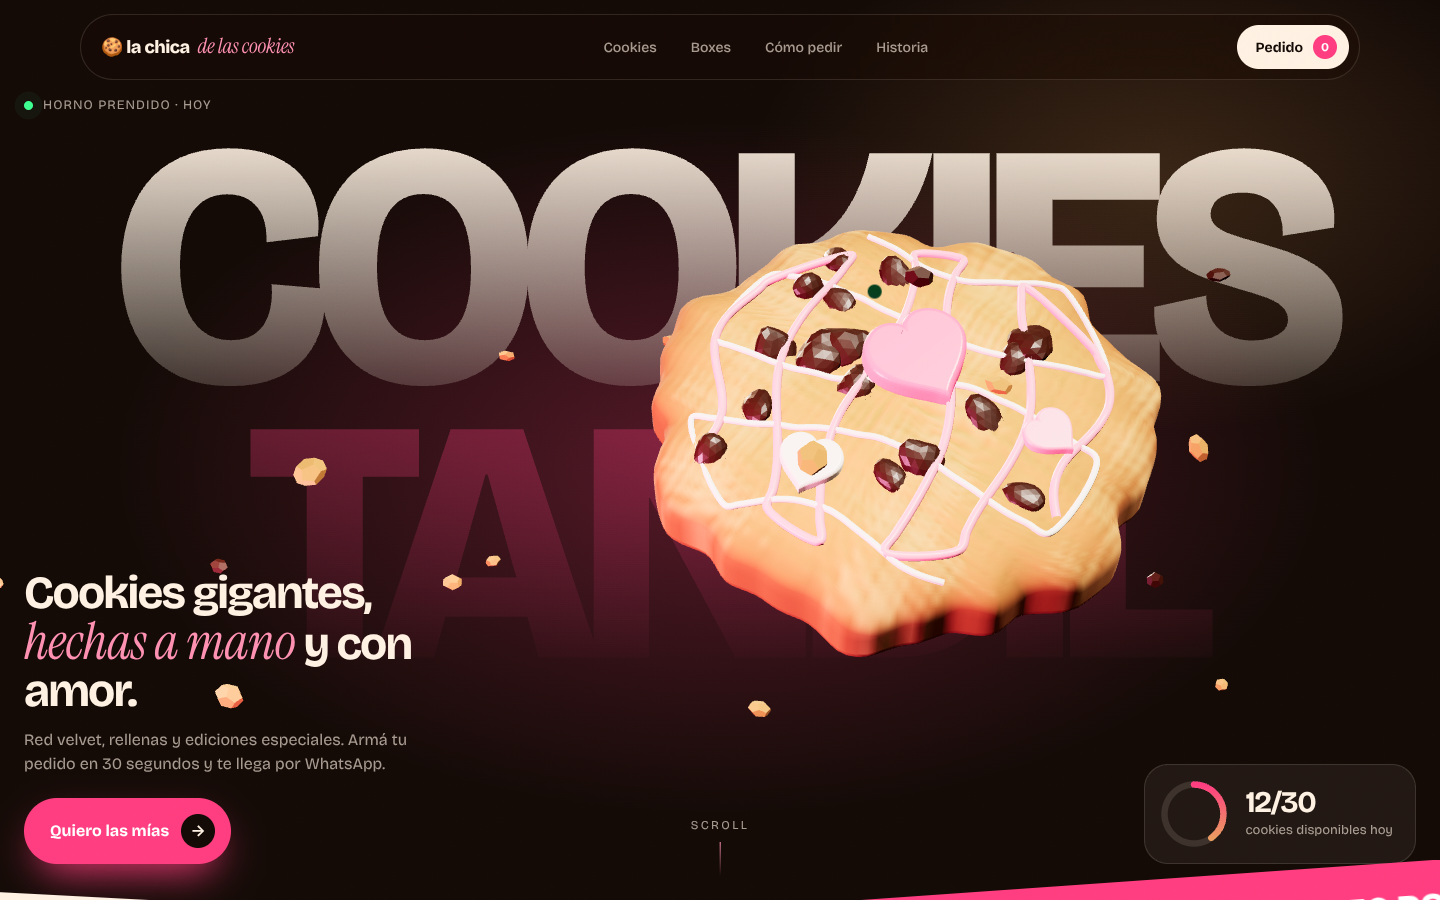 🍪 la chica de las cookies
Cookies
Boxes
Cómo pedir
Historia
Pedido 0
HORNO PRENDIDO · HOY
COOKIES
Cookies gigantes,
hechas a mano y con
amor.
Red velvet, rellenas y ediciones especiales. Armá tu
pedido en 30 segundos y te llega por WhatsApp.
Quiero las mías →
SCROLL
12/30
cookies disponibles hoy